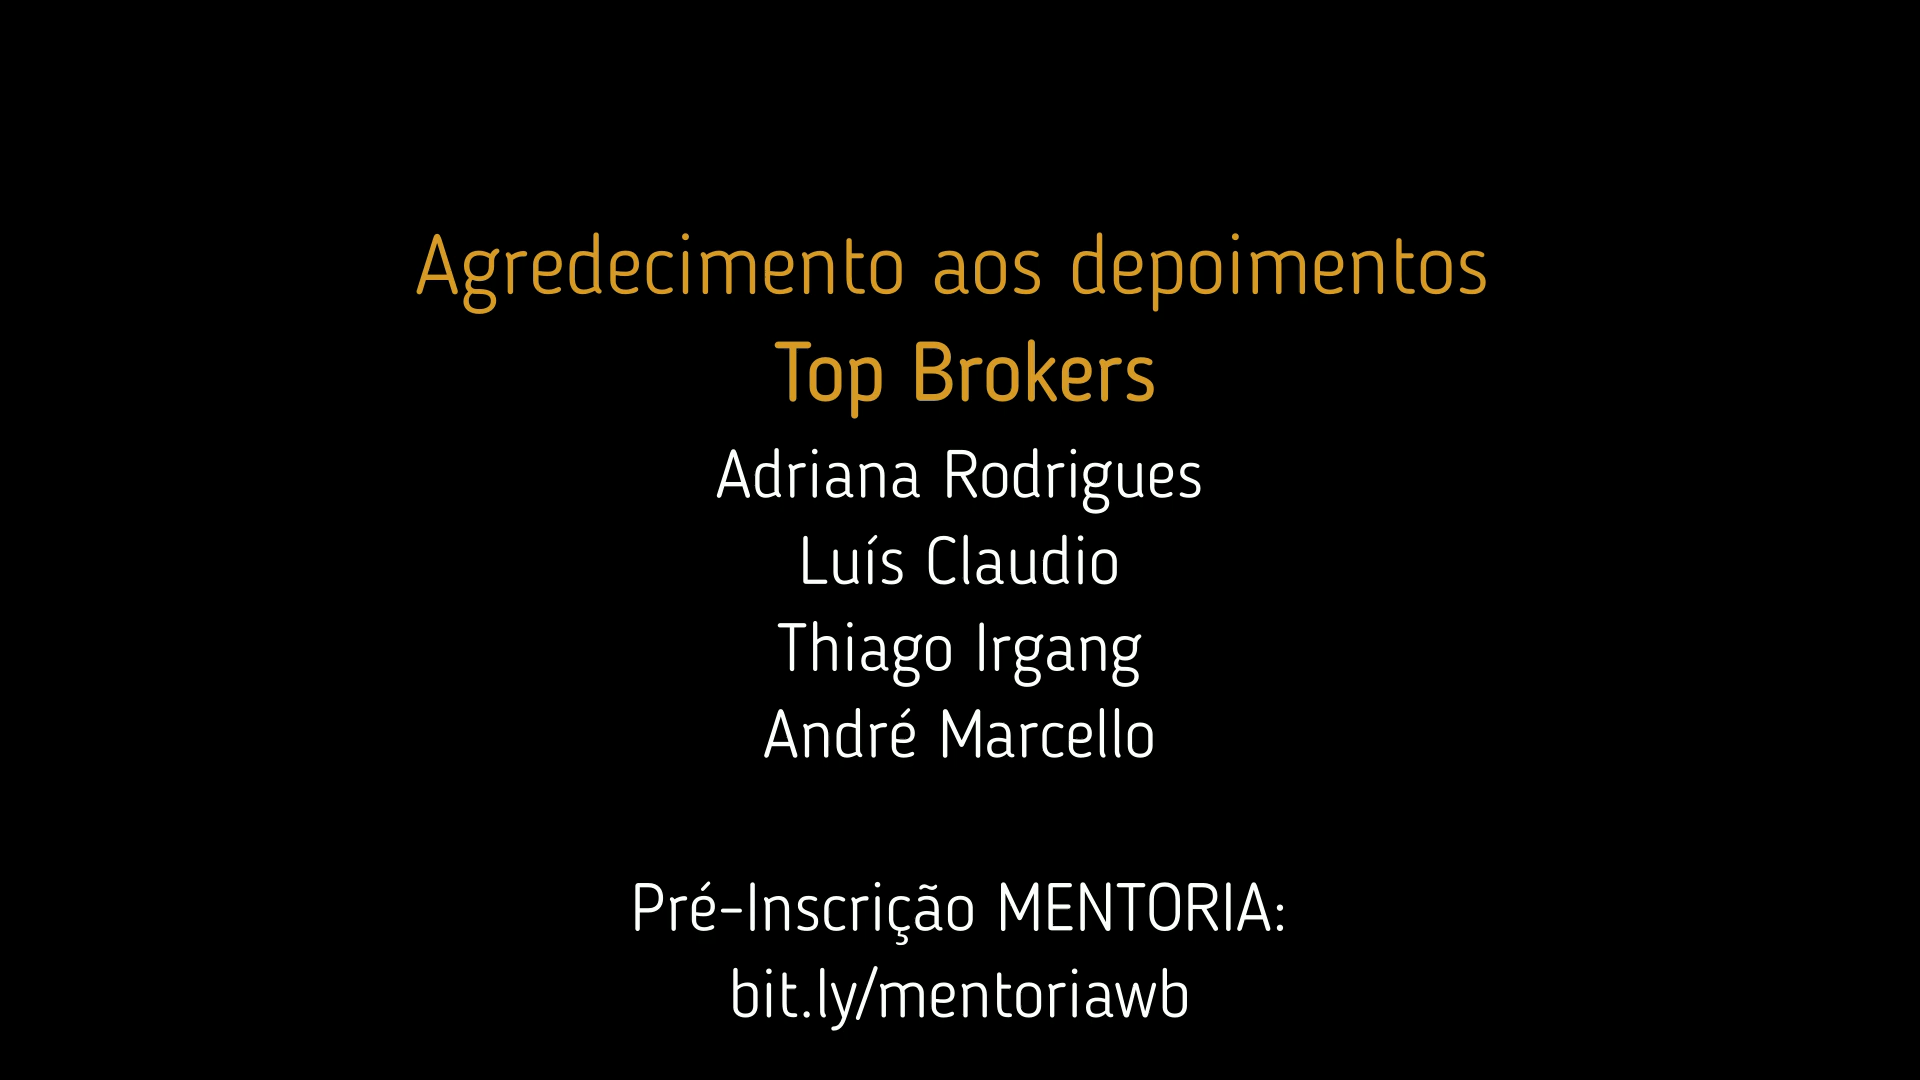 Agredecimento aos depoimentos
Top Brokers
Adriana Rodrigues
Luís Claudio
Thiago Irgang
André Marcello
Pré-Inscrição MENTORIA:
bit.ly/mentoriawb